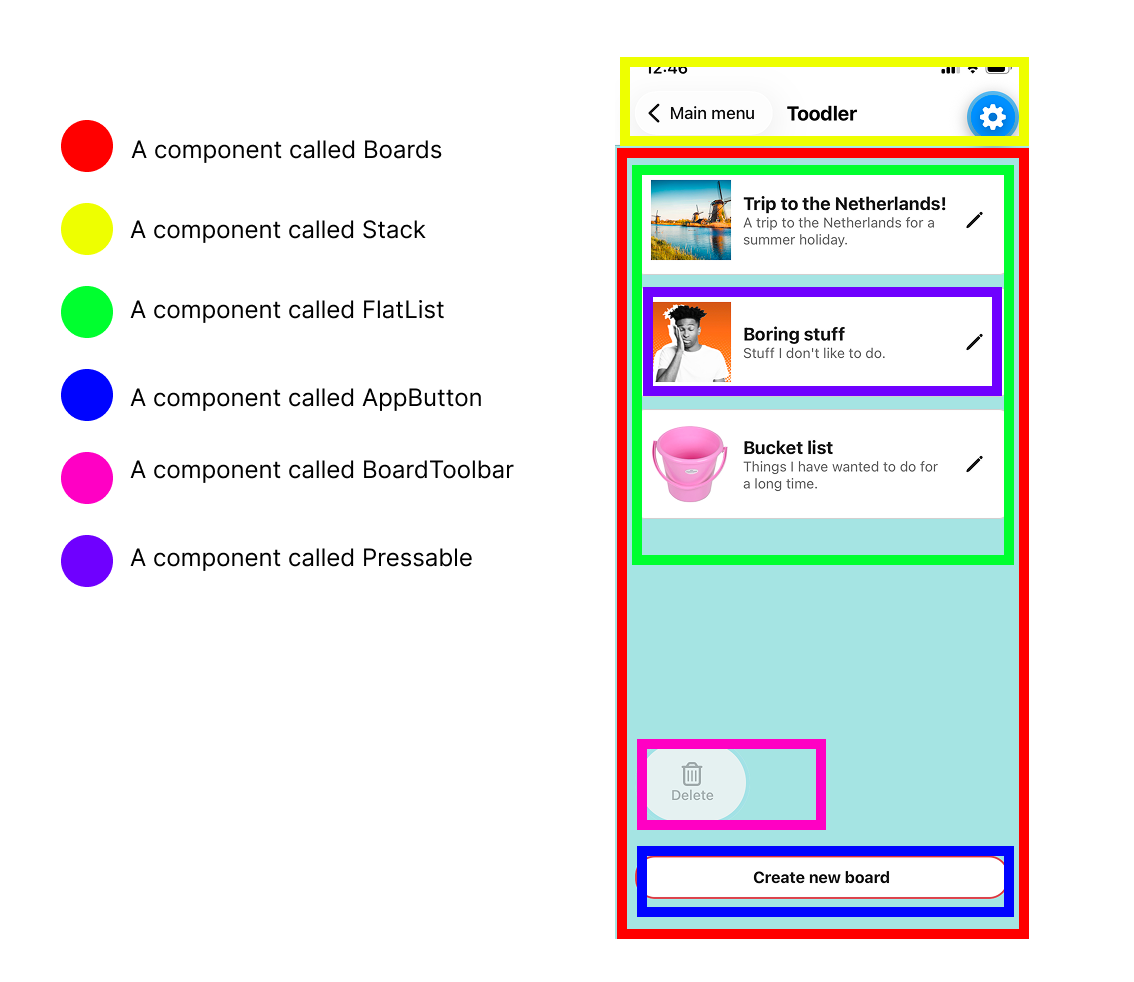 A component called Boards
A component called Stack
A component called FlatList
A component called AppButton
A component called BoardToolbar
A component called Pressable
12:46
Main menu
Toodler
Trip to the Netherlands!
A trip to the Netherlands for a
summer holiday.
Boring stuff
Stuff I don't like to do.
Bucket list
Things I have wanted to do for
a long time.
Delete
Create new board